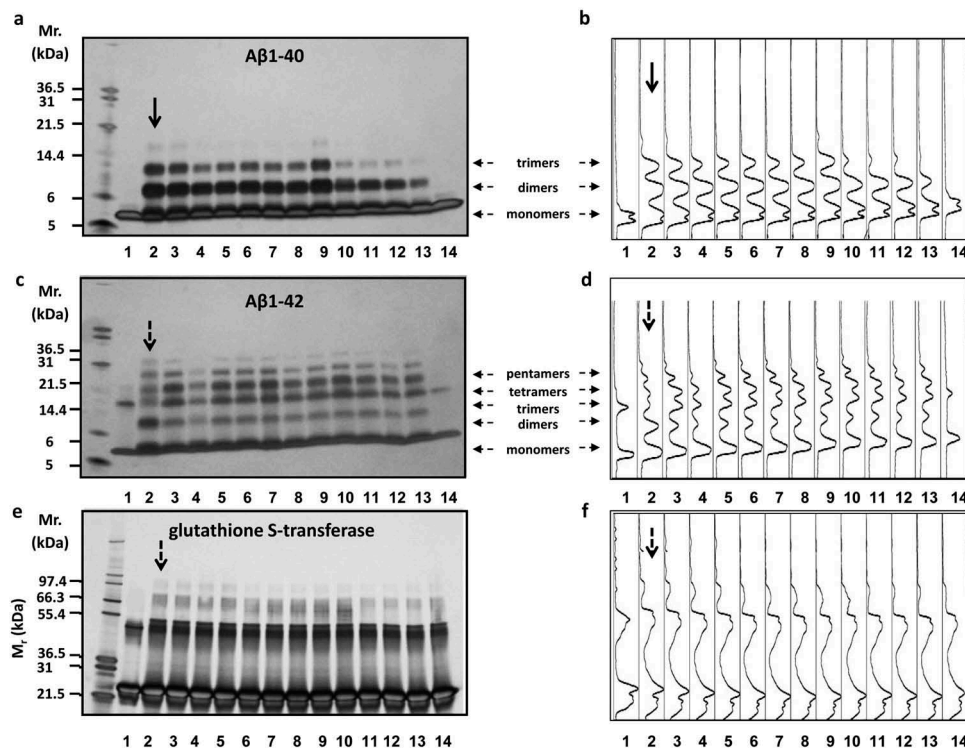 a
Mr.
(kDa)
Aβ1-40
36.5
31
21.5
14.4
6
5
1 2 3 4 5 6 7 8 9 10 11 12 13 14
trimers
dimers
monomers
b
1 2 3 4 5 6 7 8 9 10 11 12 13 14
c
Mr.
(kDa)
Aβ1-42
36.5
31
21.5
14.4
6
5
1 2 3 4 5 6 7 8 9 10 11 12 13 14
pentamers
tetramers
trimers
dimers
monomers
d
1 2 3 4 5 6 7 8 9 10 11 12 13 14
e
Mr.
(kDa)
glutathione S-transferase
97.4
66.3
55.4
36.5
31
21.5
Mr (kDa)
1 2 3 4 5 6 7 8 9 10 11 12 13 14
f
1 2 3 4 5 6 7 8 9 10 11 12 13 14